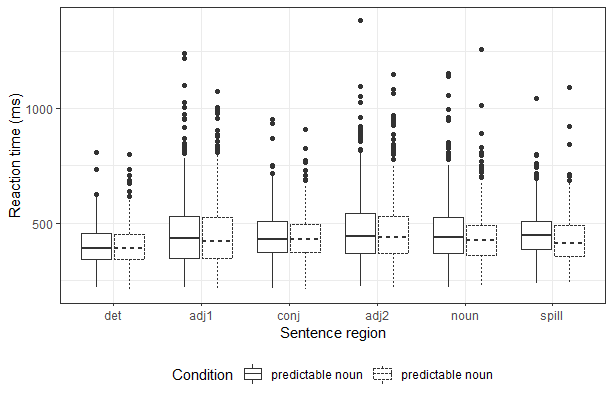 Reaction time (ms)
1000
500
det adj1 conj adj2 noun spill
Sentence region
Condition predictable noun predictable noun